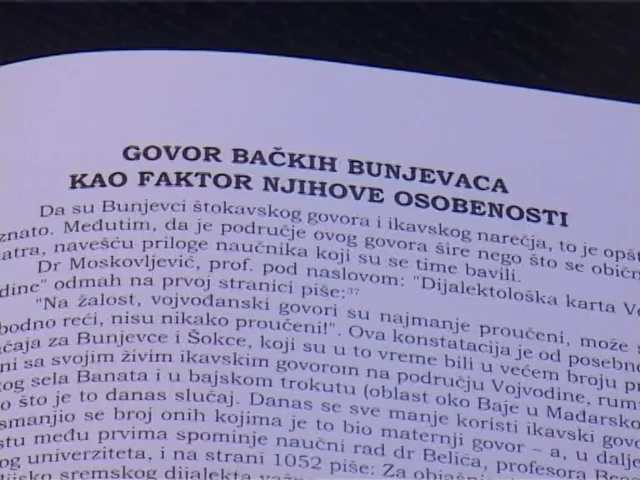 GOVOR BAČKIH BUNJEVACA
KAO FAKTOR NJIHOVE OSOBENOSTI
Da su Bunjevci štokavskog govora i ikavskog narečja, to je opšt
znato. Međutim, da je područje ovog govora šire nego što se običn
atra, navešću priloge naučnika koji su se time bavili.
Dr Moskovljević, prof. pod naslovom: "Dijalektološka karta Vo
dine" odmah na prvoj stranici piše:³⁷
"Na žalost, vojvođanski govori su najmanje proučeni, može s
bodno reći, nisu nikako proučeni!". Ova konstatacija je od posebno
čaja za Bunjevce i Šokce, koji su u to vreme bili u većem broju pr
ni sa svojim živim ikavskim govorom na području Vojvodine, rum
og sela Banata i u bajskom trokutu (oblast oko Baje u Mađarsko
o što je to danas slučaj. Danas se sve manje koristi ikavski govo
smanjio se broj onih kojima je to bio maternji govor – a, u dalje
stu među prvima spominje naučni rad dr Belića, profesora Beo
og univerziteta, i na strani 1052 piše: Za
sremskog dijalekta